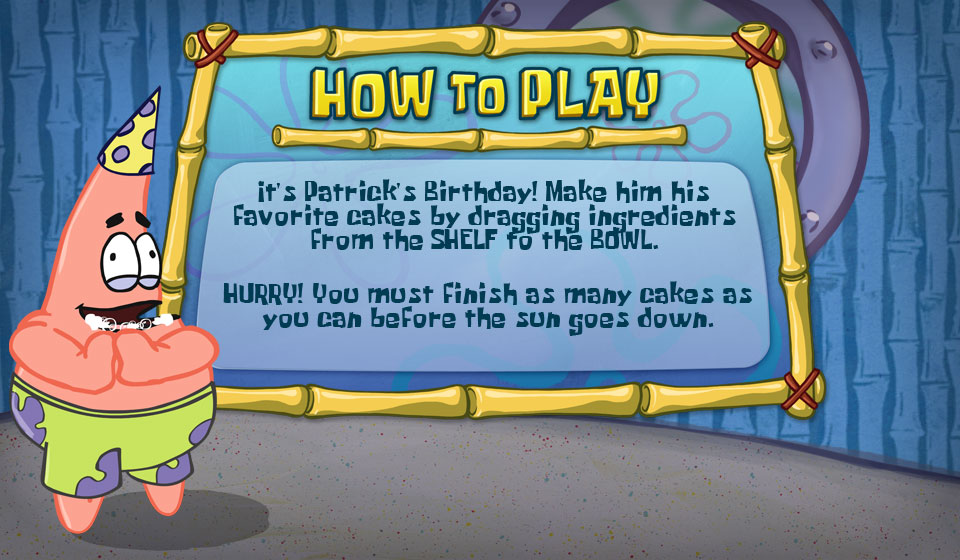 HOW TO PLAY
it's Patrick's Birthday! Make him his
favorite cakes by dragging ingredients
from the SHELF to the BOWL.
HURRY! You must finish as many cakes as
you can before the sun goes down.